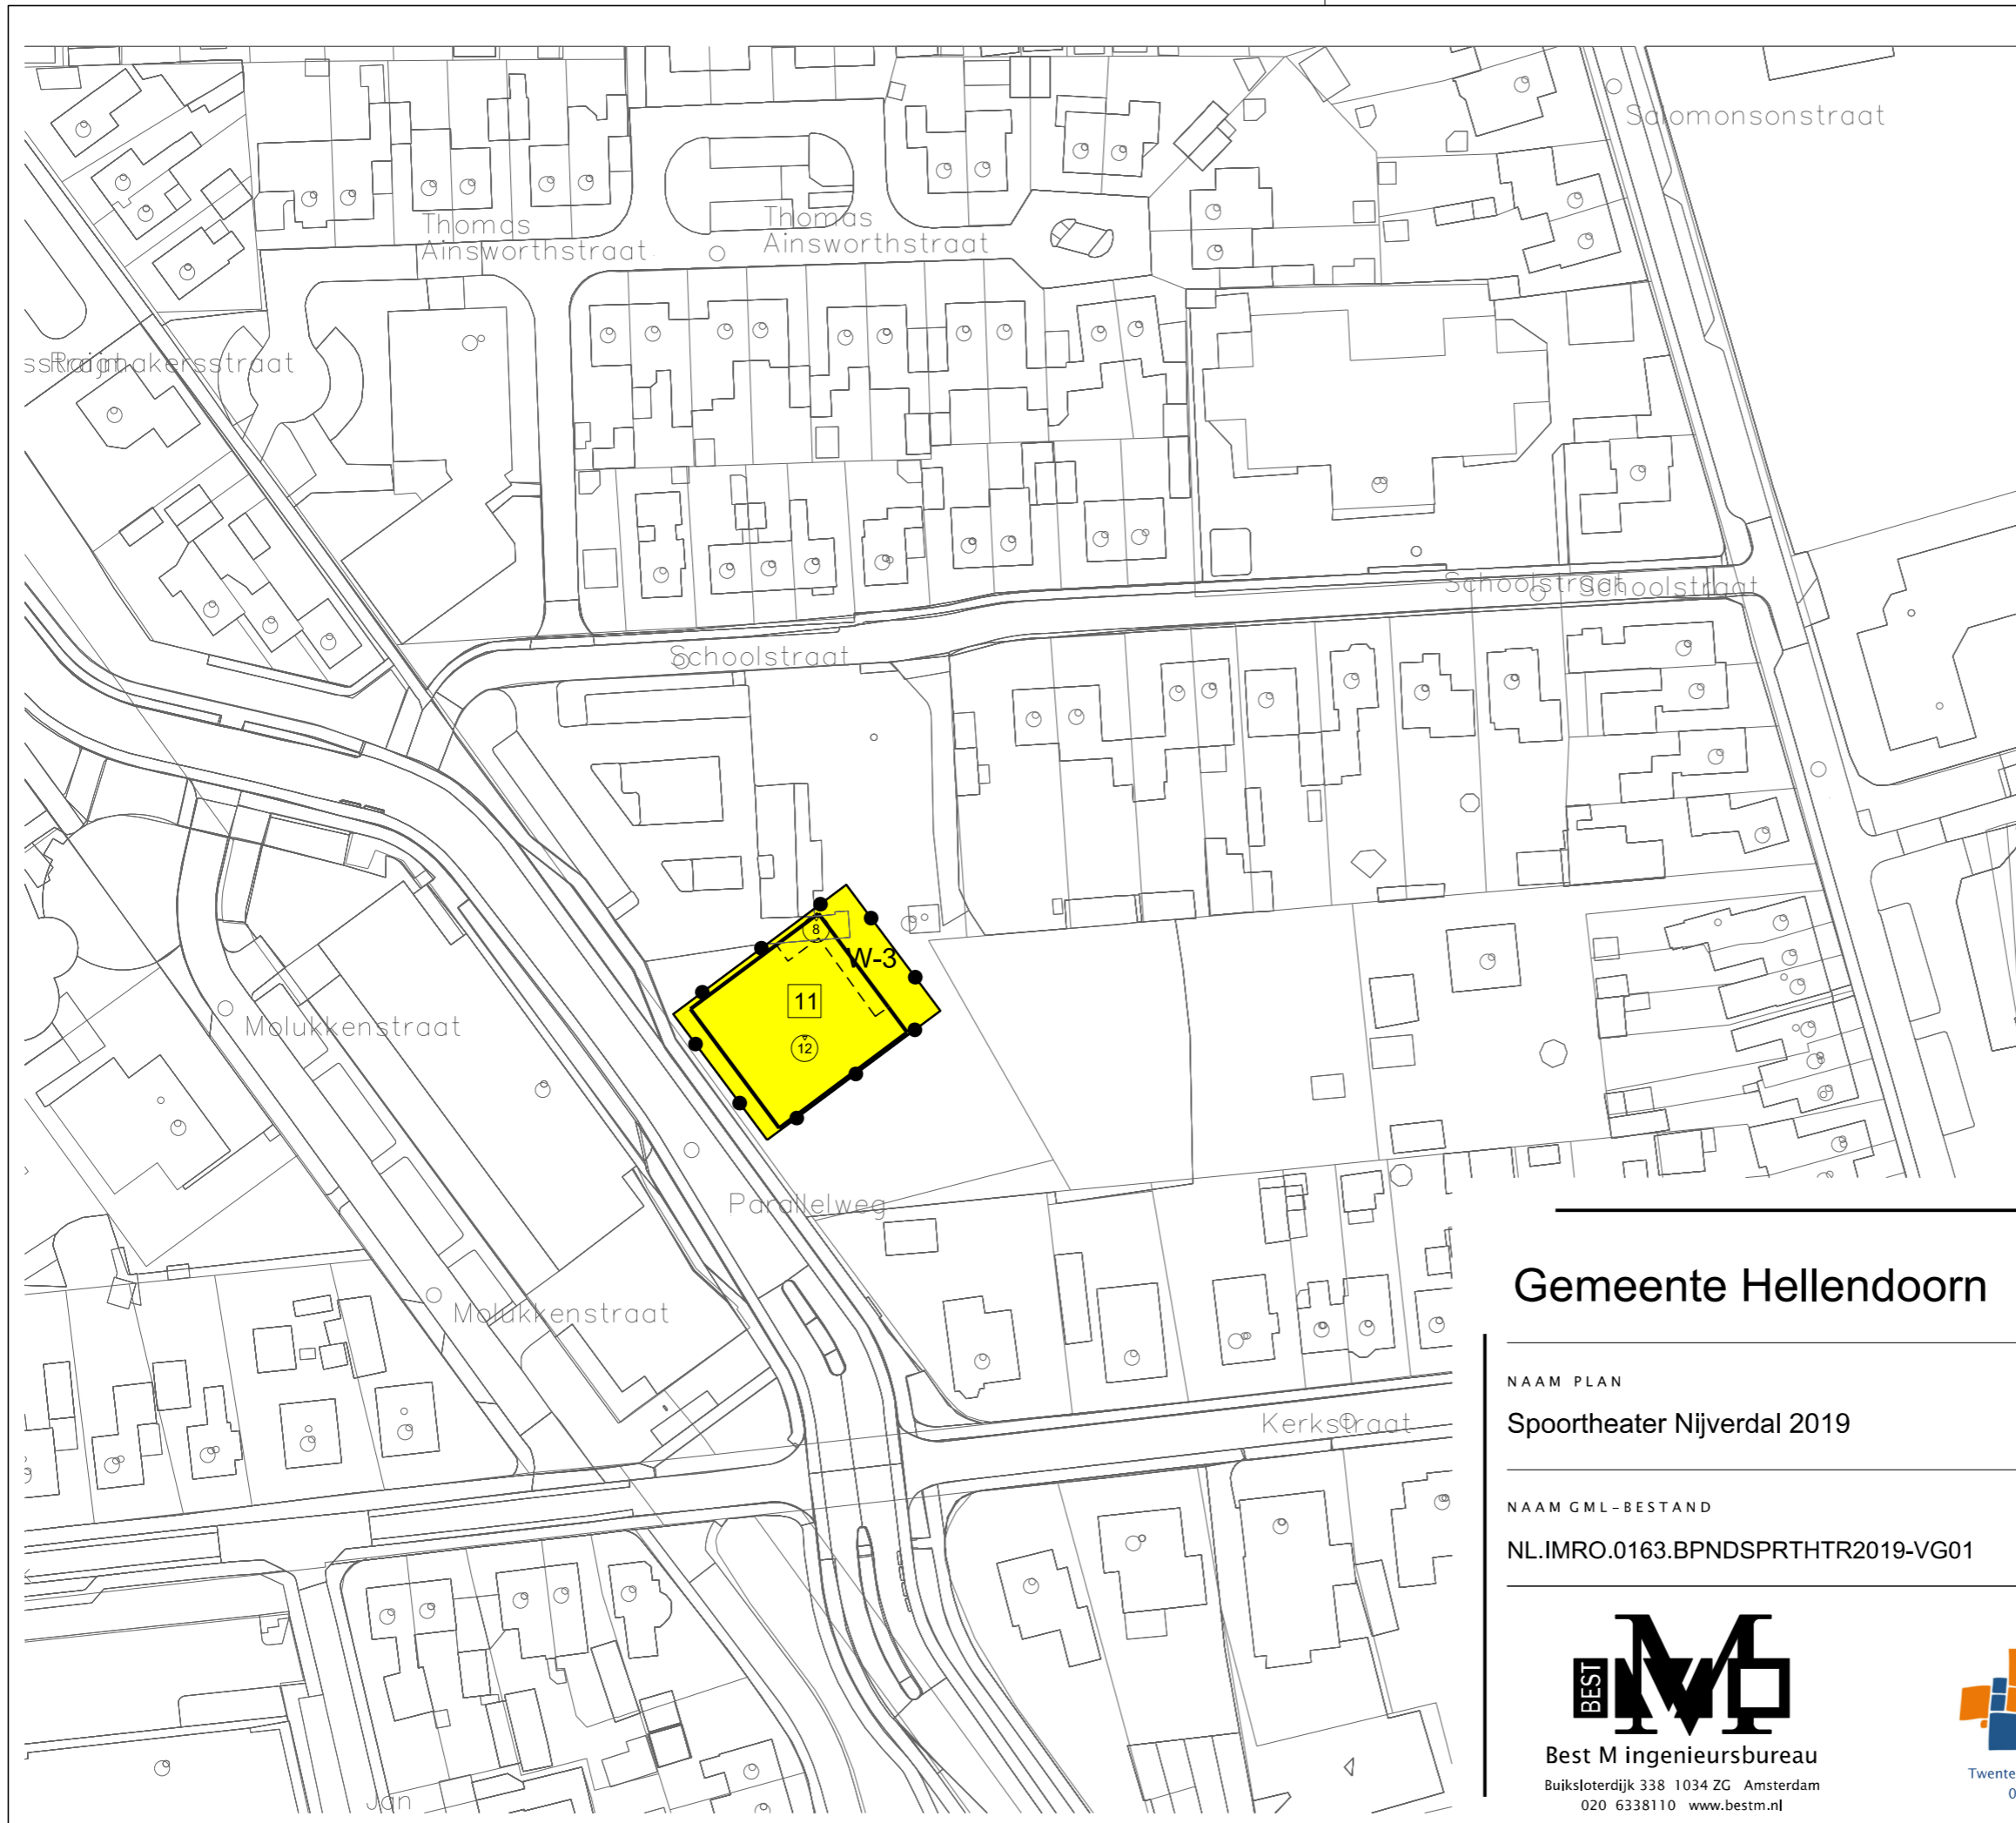 Salomonsonstraat
Thomas
Ainsworthstraat
Thomas
Ainsworthstraat
Raijmakersstraat
Schoolstraat
Schoolstraat
Schoolstraat
8
W-3
11
12
Molukkenstraat
Parallelweg
Molukkenstraat
Kerkstraat
Jan
Gemeente Hellendoorn
NAAM PLAN
Spoortheater Nijverdal 2019
NAAM GML-BESTAND
NL.IMRO.0163.BPNDSPRTHTR2019-VG01
BEST
M
Best M ingenieursbureau
Buiksloterdijk 338 1034 ZG Amsterdam
020 6338110 www.bestm.nl
Twente
0